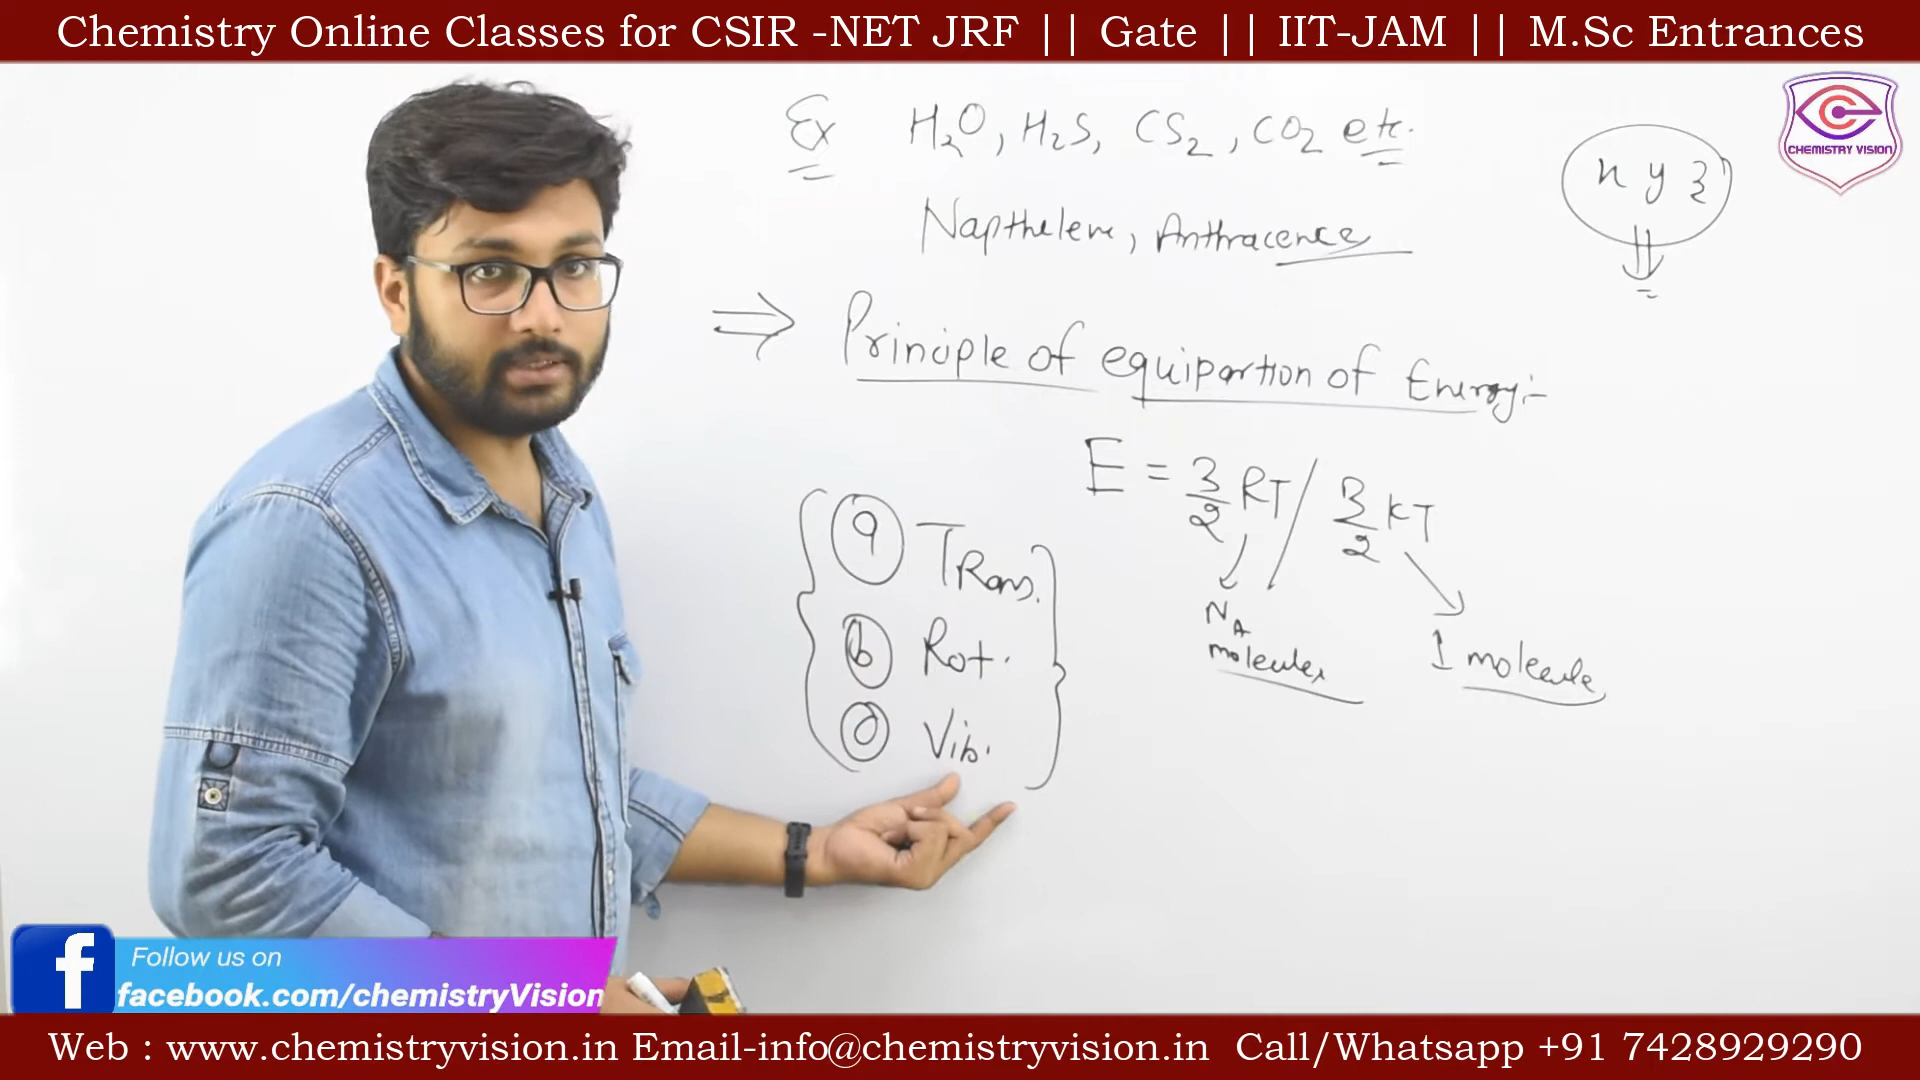 Chemistry Online Classes for CSIR -NET JRF || Gate || IIT-JAM || M.Sc Entrances
Ex H2O, H2S, CS2, CO2 etc.
x y z
CHEMISTRY VISION
Napthelene, Anthracence
⇒ Principle of equipartion of Energy:-
E = 3/2 RT / 3/2 KT
NA molecules
1 molecule
a Trans.
b Rot.
c Vib.
f Follow us on
facebook.com/chemistryVision
Web : www.chemistryvision.in Email-info@chemistryvision.in Call/Whatsapp +91 7428929290